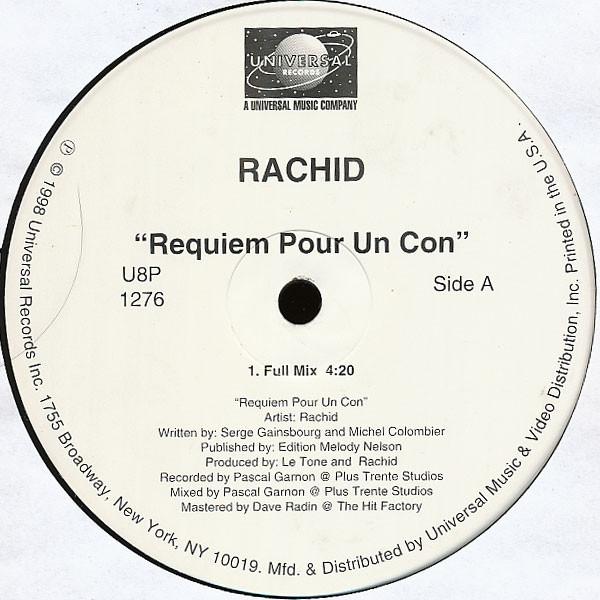 UNIVERSAL
RECORDS
A UNIVERSAL MUSIC COMPANY
RACHID
“Requiem Pour Un Con”
U8P
1276
Side A
1. Full Mix 4:20
“Requiem Pour Un Con”
Artist: Rachid
Written by: Serge Gainsbourg and Michel Colombier
Published by: Edition Melody Nelson
Produced by: Le Tone and Rachid
Recorded by Pascal Garnon @ Plus Trente Studios
Mixed by Pascal Garnon @ Plus Trente Studios
Mastered by Dave Radin @ The Hit Factory
℗ © 1998 Universal Records Inc. 1755 Broadway, New York, NY 10019. Mfd. & Distributed by Universal Music & Video Distribution, Inc. Printed in the U.S.A.